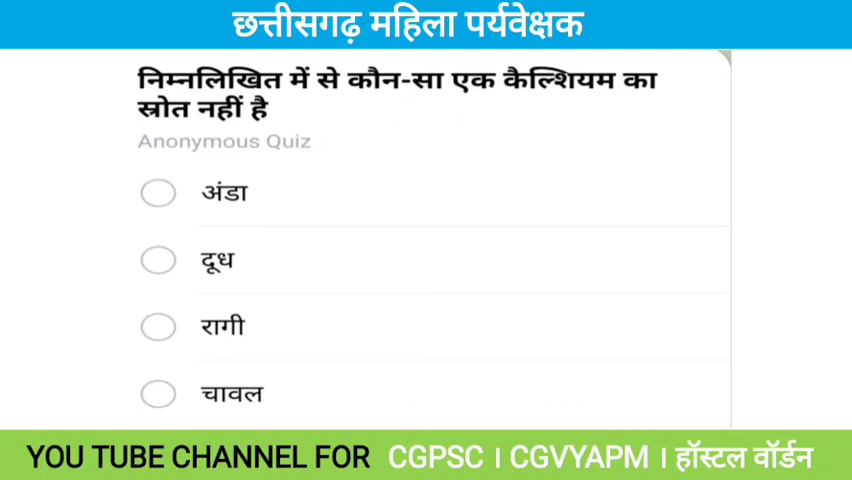 छत्तीसगढ़ महिला पर्यवेक्षक
निम्नलिखित में से कौन-सा एक कैल्शियम का
स्रोत नहीं है
Anonymous Quiz
अंडा
दूध
रागी
चावल
YOU TUBE CHANNEL FOR CGPSC । CGVYAPM । हॉस्टल वॉर्डन